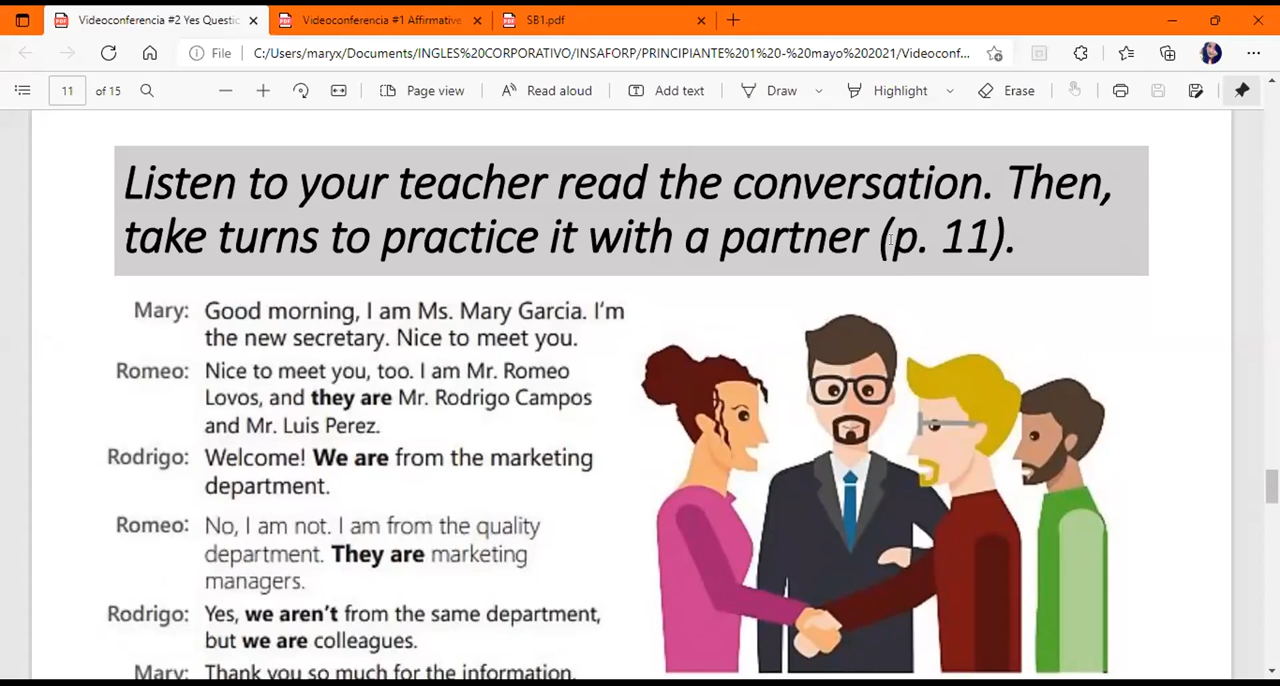 Videoconferencia #2 Yes Questic
Videoconferencia #1 Affirmative
SB1.pdf
File
C:/Users/maryx/Documents/INGLES%20CORPORATIVO/INSAFORP/PRINCIPIANTE%201%20-%20mayo%202021/Videoconf...
11 of 15
Page view
Read aloud
Add text
Draw
Highlight
Erase
Listen to your teacher read the conversation. Then,
take turns to practice it with a partner (p. 11).
Mary: Good morning, I am Ms. Mary Garcia. I'm
the new secretary. Nice to meet you.
Romeo: Nice to meet you, too. I am Mr. Romeo
Lovos, and they are Mr. Rodrigo Campos
and Mr. Luis Perez.
Rodrigo: Welcome! We are from the marketing
department.
Romeo: No, I am not. I am from the quality
department. They are marketing
managers.
Rodrigo: Yes, we aren't from the same department,
but we are colleagues.
Mary: Thank you so much for the information.